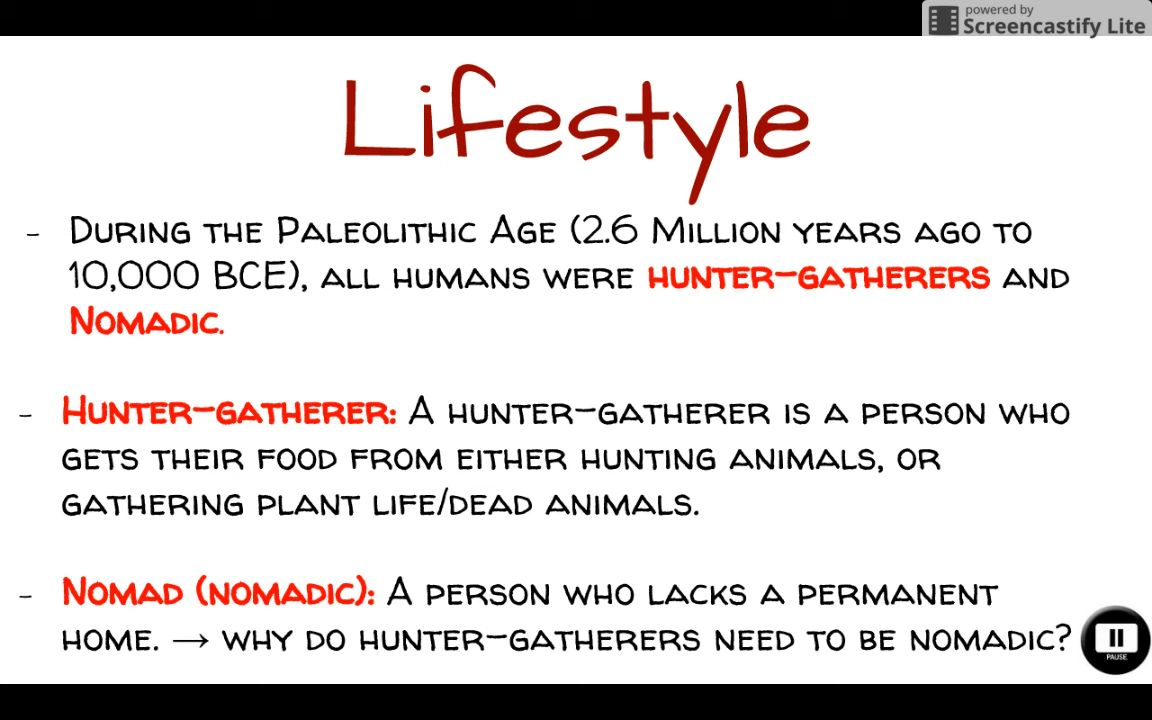 powered by
Screencastify Lite
Lifestyle
- During the Paleolithic Age (2.6 Million years ago to
10,000 BCE), all humans were hunter-gatherers and
Nomadic.
- Hunter-gatherer: A hunter-gatherer is a person who
gets their food from either hunting animals, or
gathering plant life/dead animals.
- Nomad (nomadic): A person who lacks a permanent
home. → why do hunter-gatherers need to be nomadic?
PAUSE